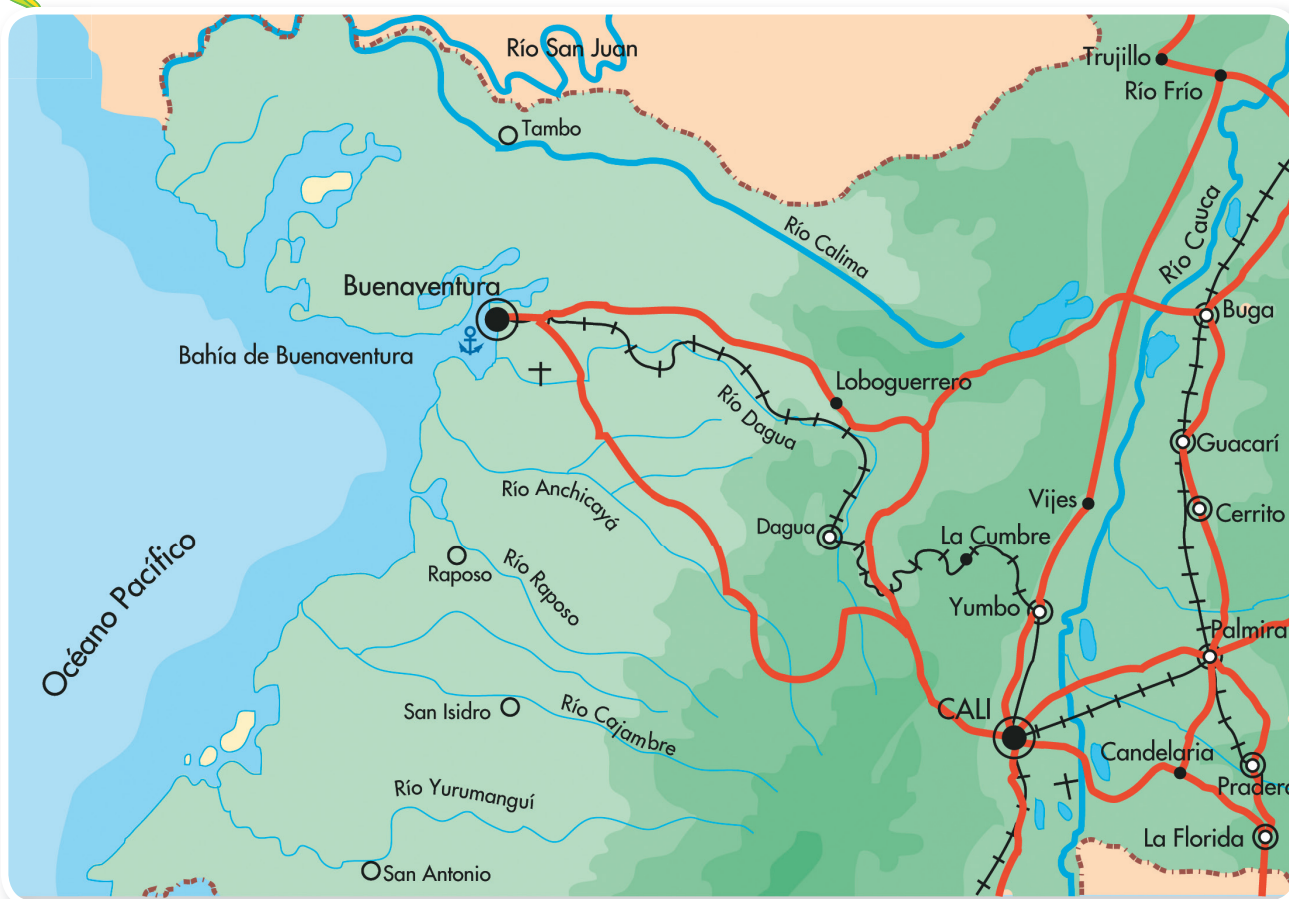 Río San Juan
Trujillo
Río Frío
Tambo
Río Cauca
Río Calima
Buenaventura
Buga
Bahía de Buenaventura
Loboguerrero
Río Dagua
Guacarí
Río Anchicayá
Vijes
Cerrito
Dagua
La Cumbre
Océano Pacífico
Raposo
Río Raposo
Yumbo
Palmira
San Isidro
Río Cajambre
CALI
Candelaria
Pradera
Río Yurumanguí
La Florida
San Antonio